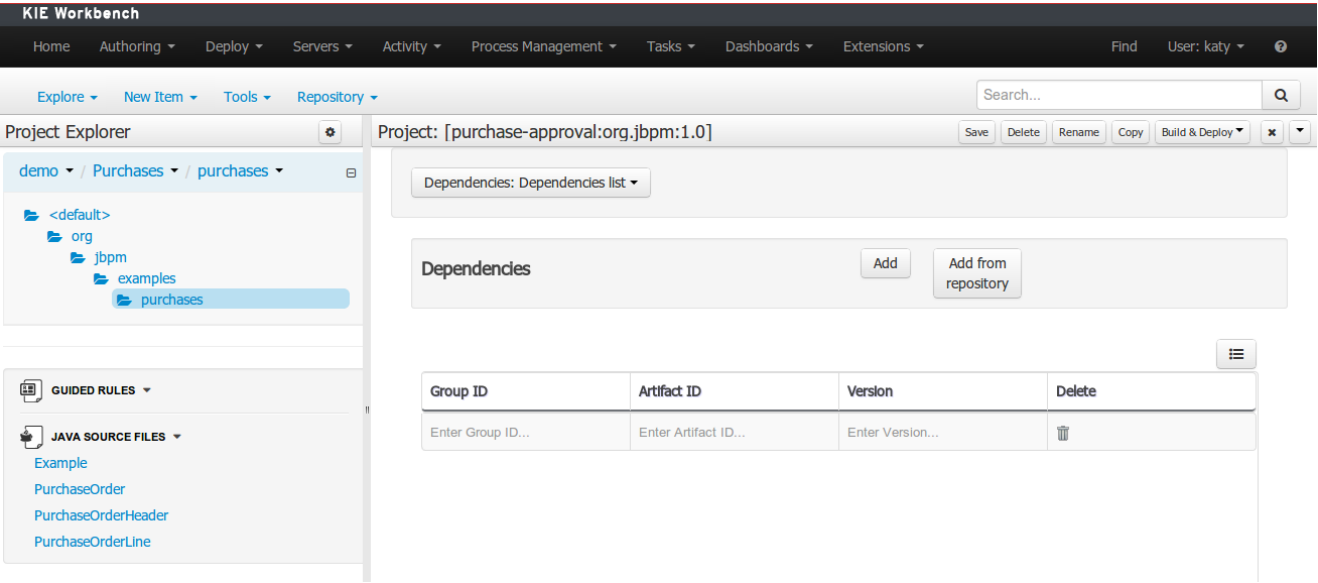 KIE Workbench
Home Authoring Deploy Servers Activity Process Management Tasks Dashboards Extensions Find User: katy
Explore New Item Tools Repository Search...
Project Explorer
Project: [purchase-approval:org.jbpm:1.0] Save Delete Rename Copy Build & Deploy
demo / Purchases / purchases
Dependencies: Dependencies list
<default>
org
jbpm
examples
purchases
Dependencies Add Add from
repository
Group ID Artifact ID Version Delete
Enter Group ID... Enter Artifact ID... Enter Version...
GUIDED RULES
JAVA SOURCE FILES
Example
PurchaseOrder
PurchaseOrderHeader
PurchaseOrderLine